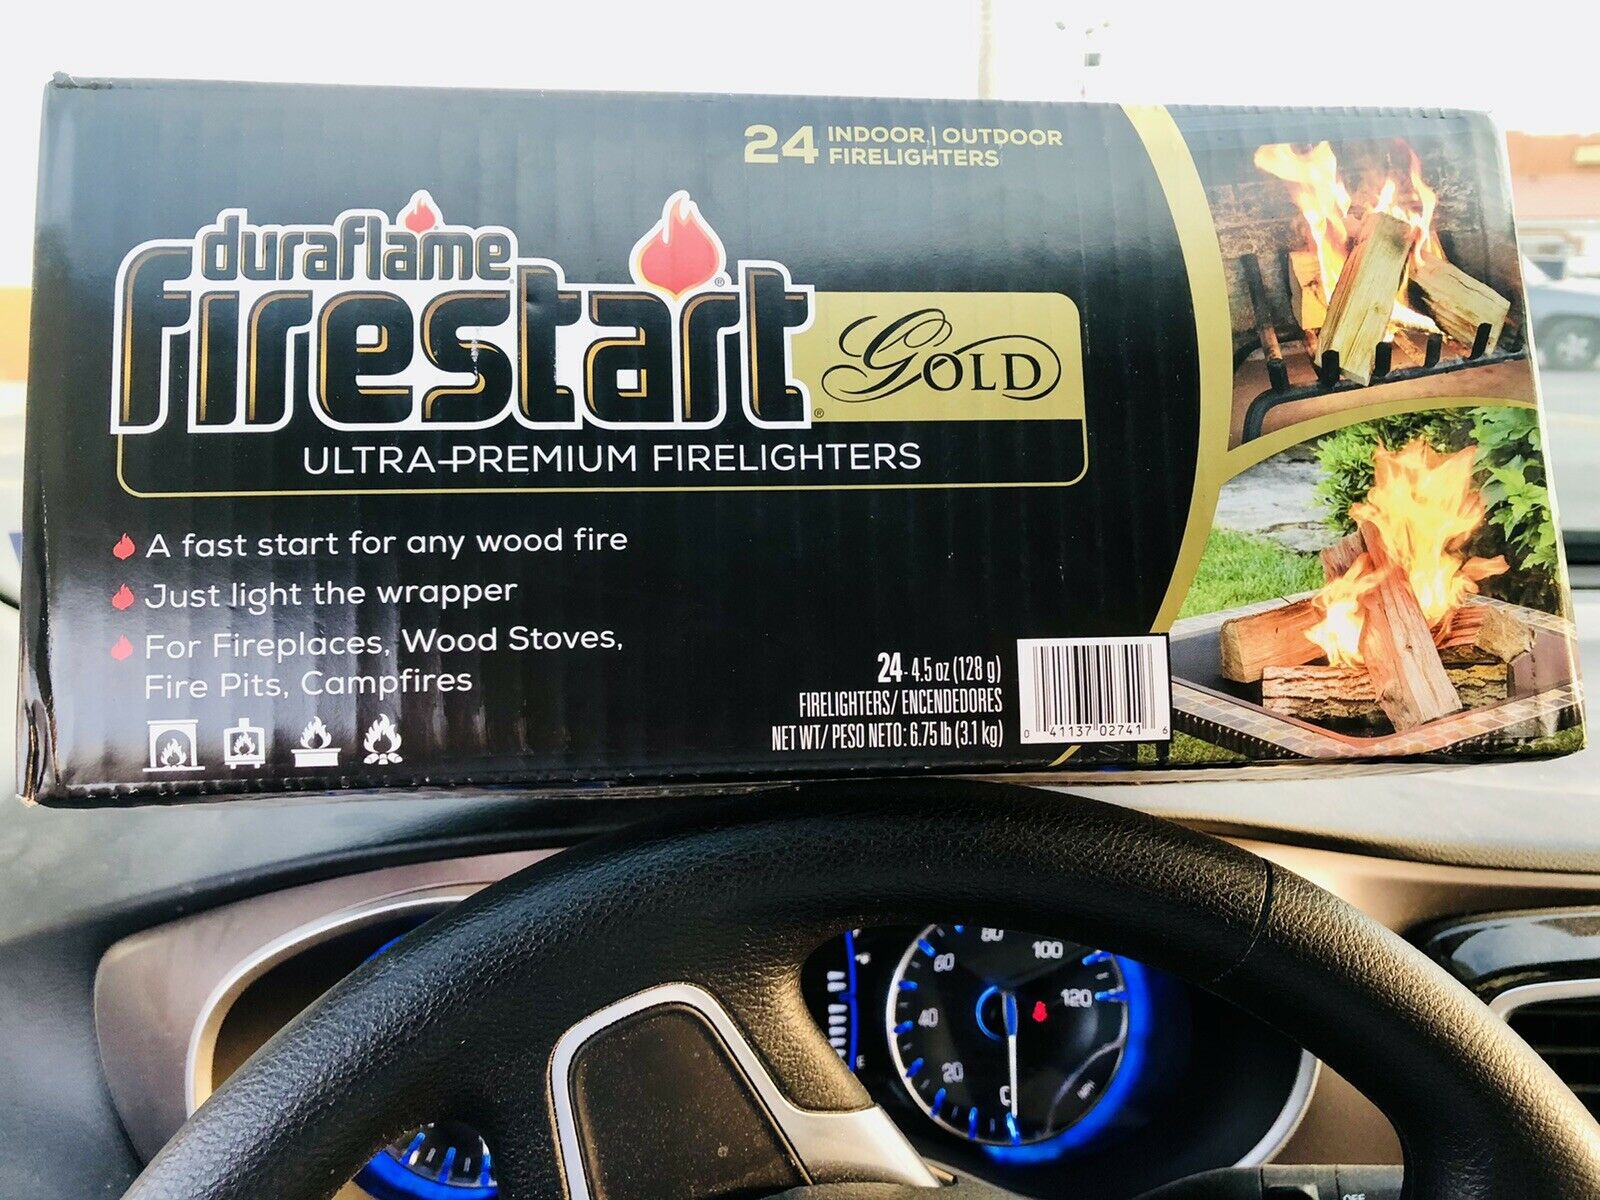 24 INDOOR | OUTDOOR
FIRELIGHTERS
duraflame
firestart® GOLD
ULTRA-PREMIUM FIRELIGHTERS
A fast start for any wood fire
Just light the wrapper
For Fireplaces, Wood Stoves,
Fire Pits, Campfires
24 - 4.5 oz (128 g)
FIRELIGHTERS/ ENCENDEDORES
NET WT/ PESO NETO: 6.75 lb (3.1 kg)
0 41137 02741 6
80 100
60
120
40
20
MPH
F
E
OFF